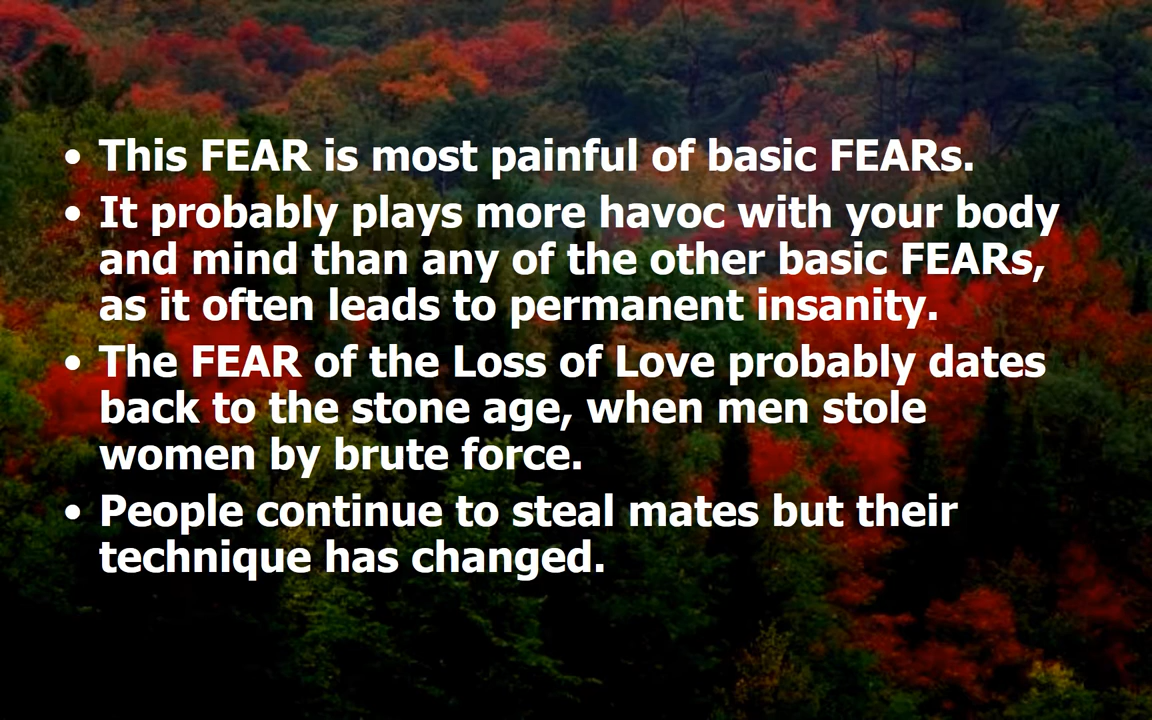 • This FEAR is most painful of basic FEARs.
• It probably plays more havoc with your body
and mind than any of the other basic FEARs,
as it often leads to permanent insanity.
• The FEAR of the Loss of Love probably dates
back to the stone age, when men stole
women by brute force.
• People continue to steal mates but their
technique has changed.